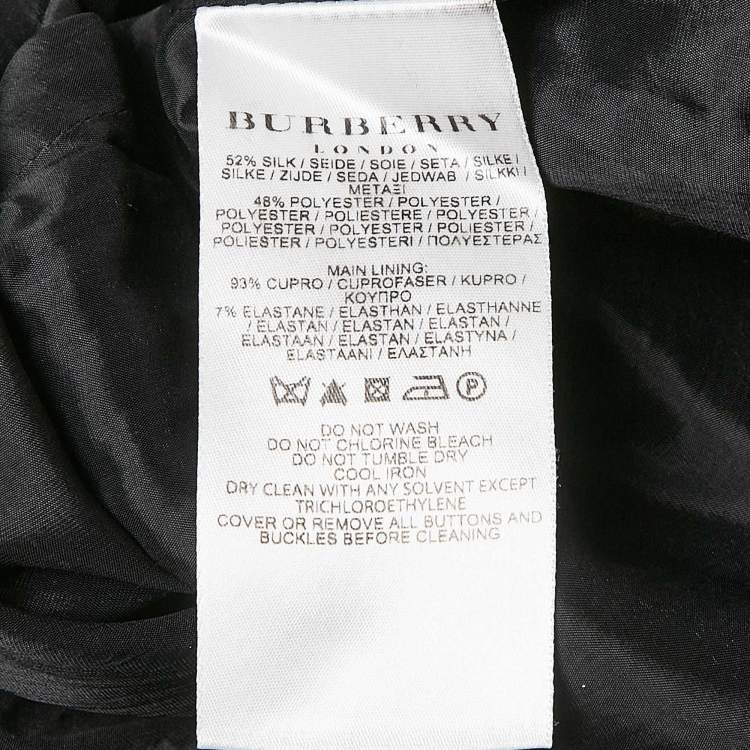 BURBERRY
LONDON
52% SILK / SEIDE / SOIE / SETA / SILKE /
SILKE / ZIJDE / SEDA / JEDWAB / SILKKI /
ΜΕΤΑΞΙ
48% POLYESTER / POLYESTER /
POLYESTER / POLIESTERE / POLYESTER /
POLYESTER / POLYESTER / POLIESTER /
POLIESTER / POLYESTERI / ΠΟΛΥΕΣΤΕΡΑΣ
MAIN LINING:
93% CUPRO / CUPROFASER / KUPRO /
ΚΟΥΠΡΟ
7% ELASTANE / ELASTHAN / ELASTHANNE
/ ELASTAN / ELASTAN / ELASTAN /
ELASTAAN / ELASTAN / ELASTYNA /
ELASTAANI / ΕΛΑΣΤΑΝΗ
P
DO NOT WASH
DO NOT CHLORINE BLEACH
DO NOT TUMBLE DRY
COOL IRON
DRY CLEAN WITH ANY SOLVENT EXCEPT
TRICHLOROETHYLENE
COVER OR REMOVE ALL BUTTONS AND
BUCKLES BEFORE CLEANING